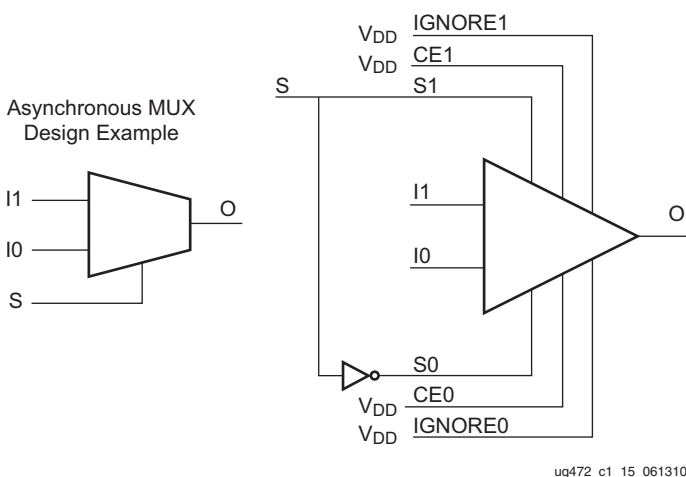 Asynchronous MUX
Design Example
I1
I0
S
O
VDD IGNORE1
VDD CE1
S S1
I1
I0
O
S0
VDD CE0
VDD IGNORE0
ug472_c1_15_061310